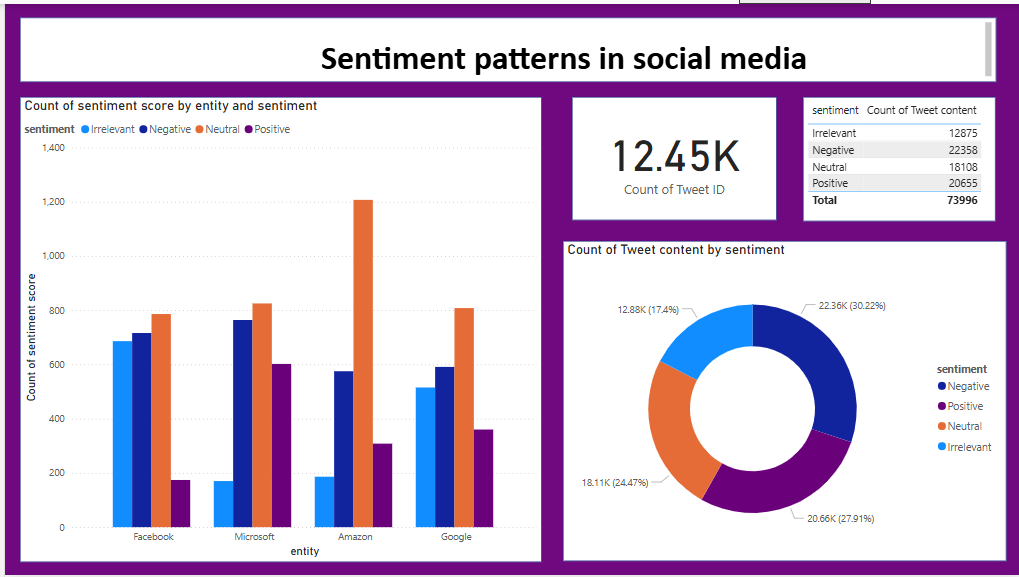 Sentiment patterns in social media
Count of sentiment score by entity and sentiment
sentiment Irrelevant Negative Neutral Positive
1,400
1,200
1,000
800
600
400
200
0
Count of sentiment score
Facebook Microsoft Amazon Google
entity
12.45K
Count of Tweet ID
sentiment Count of Tweet content
Irrelevant 12875
Negative 22358
Neutral 18108
Positive 20655
Total 73996
Count of Tweet content by sentiment
12.88K (17.4%)
22.36K (30.22%)
18.11K (24.47%)
20.66K (27.91%)
sentiment
Negative
Positive
Neutral
Irrelevant